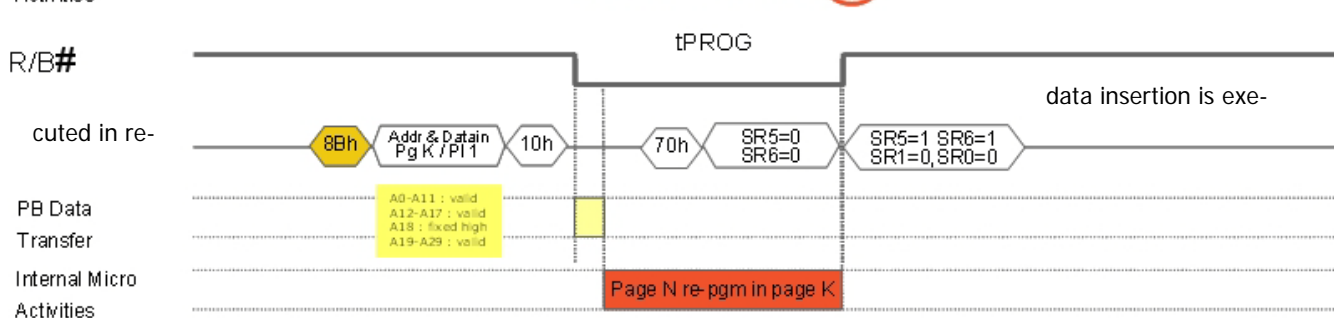 tPROG
R/B#
data insertion is exe-
cuted in re-
8Bh
Addr & Datain
Pg K / Pl 1
10h
70h
SR5=0
SR6=0
SR5=1 SR6=1
SR1=0, SR0=0
A0-A11 : valid
A12-A17 : valid
A18 : fixed high
A19-A29 : valid
PB Data
Transfer
Internal Micro
Activities
Page N re-pgm in page K